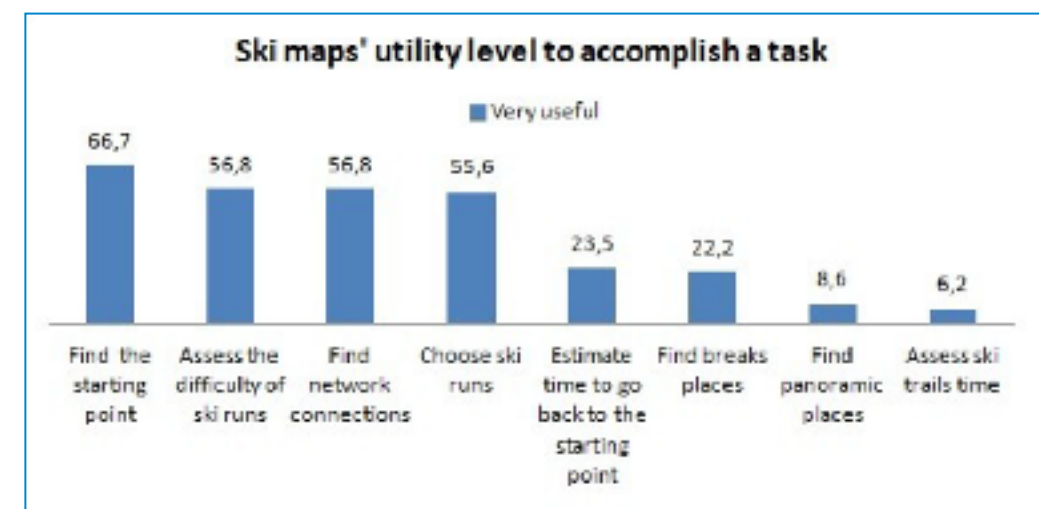 Ski maps' utility level to accomplish a task
Very useful
66,7
56,8
56,8
55,6
23,5
22,2
8,6
6,2
Find the
starting
point
Assess the
difficulty of
ski runs
Find
network
connections
Choose ski
runs
Estimate
time to go
back to the
starting
point
Find breaks
places
Find
panoramic
places
Assess ski
trails time